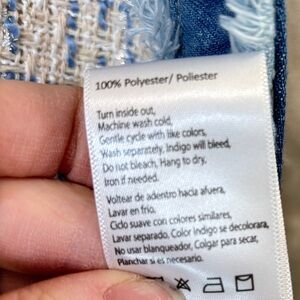 100% Polyester/ Poliester
Turn inside out,
Machine wash cold,
Gentle cycle with like colors,
Wash separately, Indigo will bleed,
Do not bleach, Hang to dry,
Iron if needed.
Voltear de adentro hacia afuera,
Lavar en frio,
Ciclo suave con colores similares,
Lavar separado, Color indigo se decolorara,
No usar blanqueador, Colgar para secar,
Planchar si es necesario.